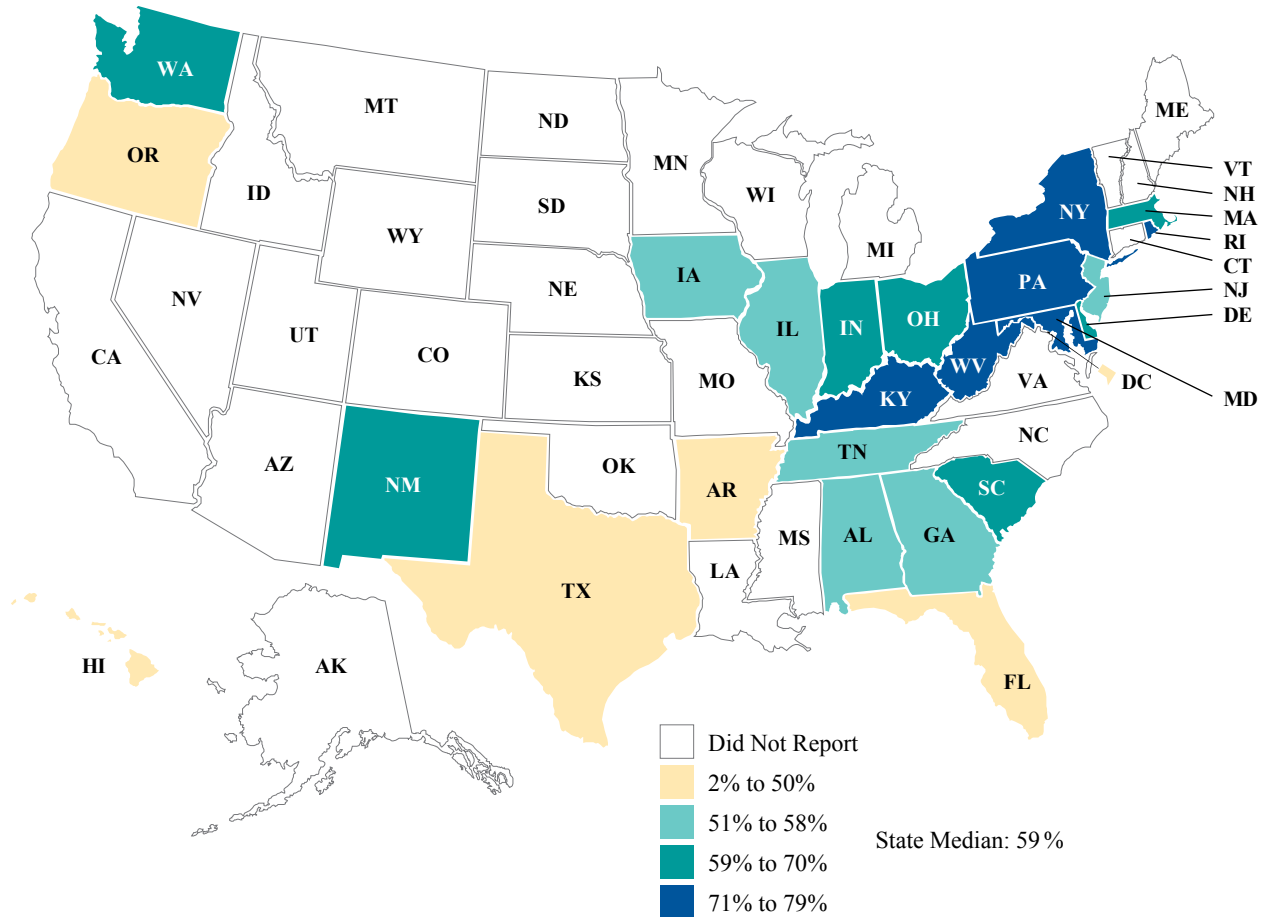 WA
MT
ND
MN
ME
OR
ID
SD
WI
MI
VT
NH
NY
MA
RI
CT
WY
IA
NE
PA
NJ
DE
NV
UT
CO
IL
IN
OH
CA
KS
MO
WV
KY
VA
DC
MD
AZ
NM
OK
AR
TN
NC
SC
TX
LA
MS
AL
GA
HI
AK
FL
Did Not Report
2% to 50%
51% to 58%
59% to 70%
71% to 79%
State Median: 59%